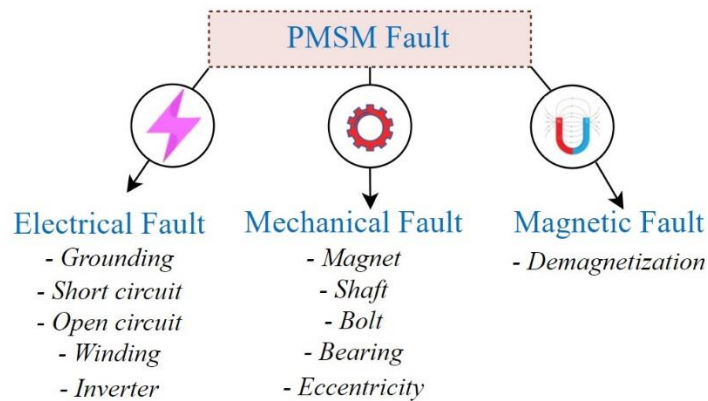 PMSM Fault
Electrical Fault
- Grounding
- Short circuit
- Open circuit
- Winding
- Inverter
Mechanical Fault
- Magnet
- Shaft
- Bolt
- Bearing
- Eccentricity
Magnetic Fault
- Demagnetization